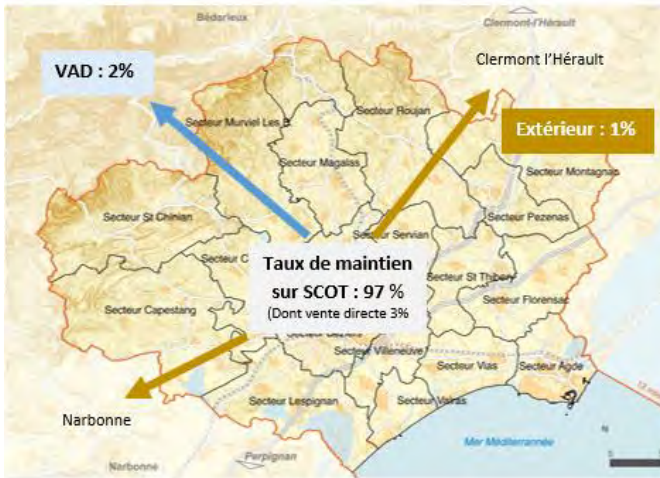 Bédarieux
Clermont-l'Hérault
VAD : 2%
Clermont l'Hérault
Extérieur : 1%
Secteur Roujan
Secteur Murviel Les B.
Secteur Magalas
Secteur Montagnac
Secteur St Chinian
Secteur Pezenas
Secteur Servian
Secteur C
Taux de maintien
sur SCOT : 97 %
(Dont vente directe 3%
Secteur St Thibery
Secteur Capestang
Secteur Florensac
Secteur Villeneuve
Secteur Vias
Secteur Agde
Secteur Lespignan
Secteur Valras
Narbonne
Mer Méditerrannée
N
Narbonne
Perpignan